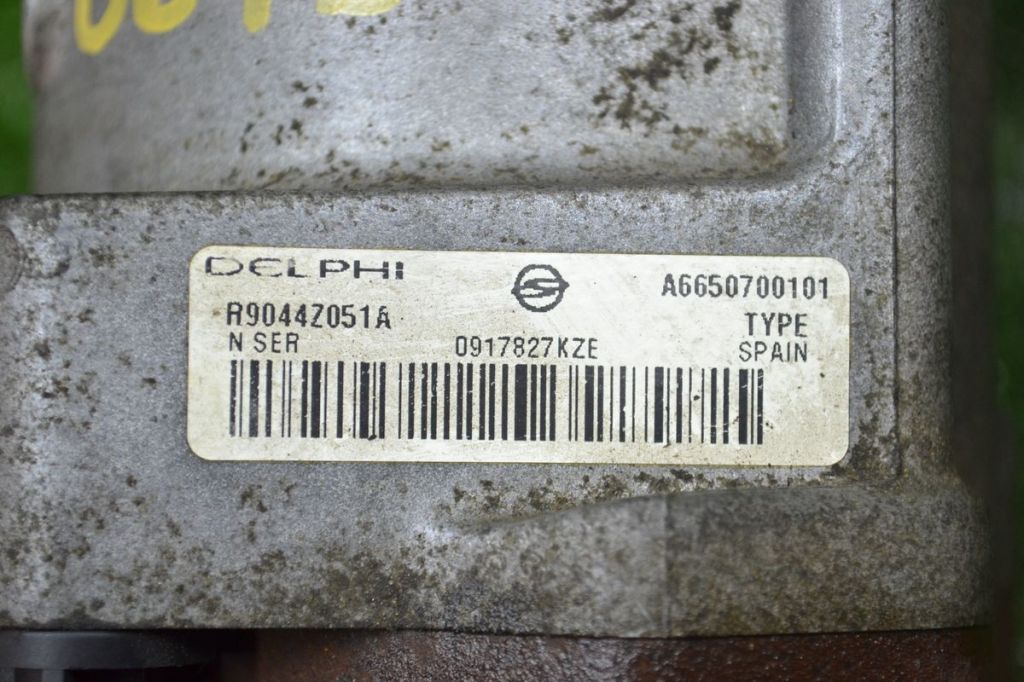 DELPHI
A6650700101
R9044Z051A
TYPE
N SER
0917827KZE
SPAIN